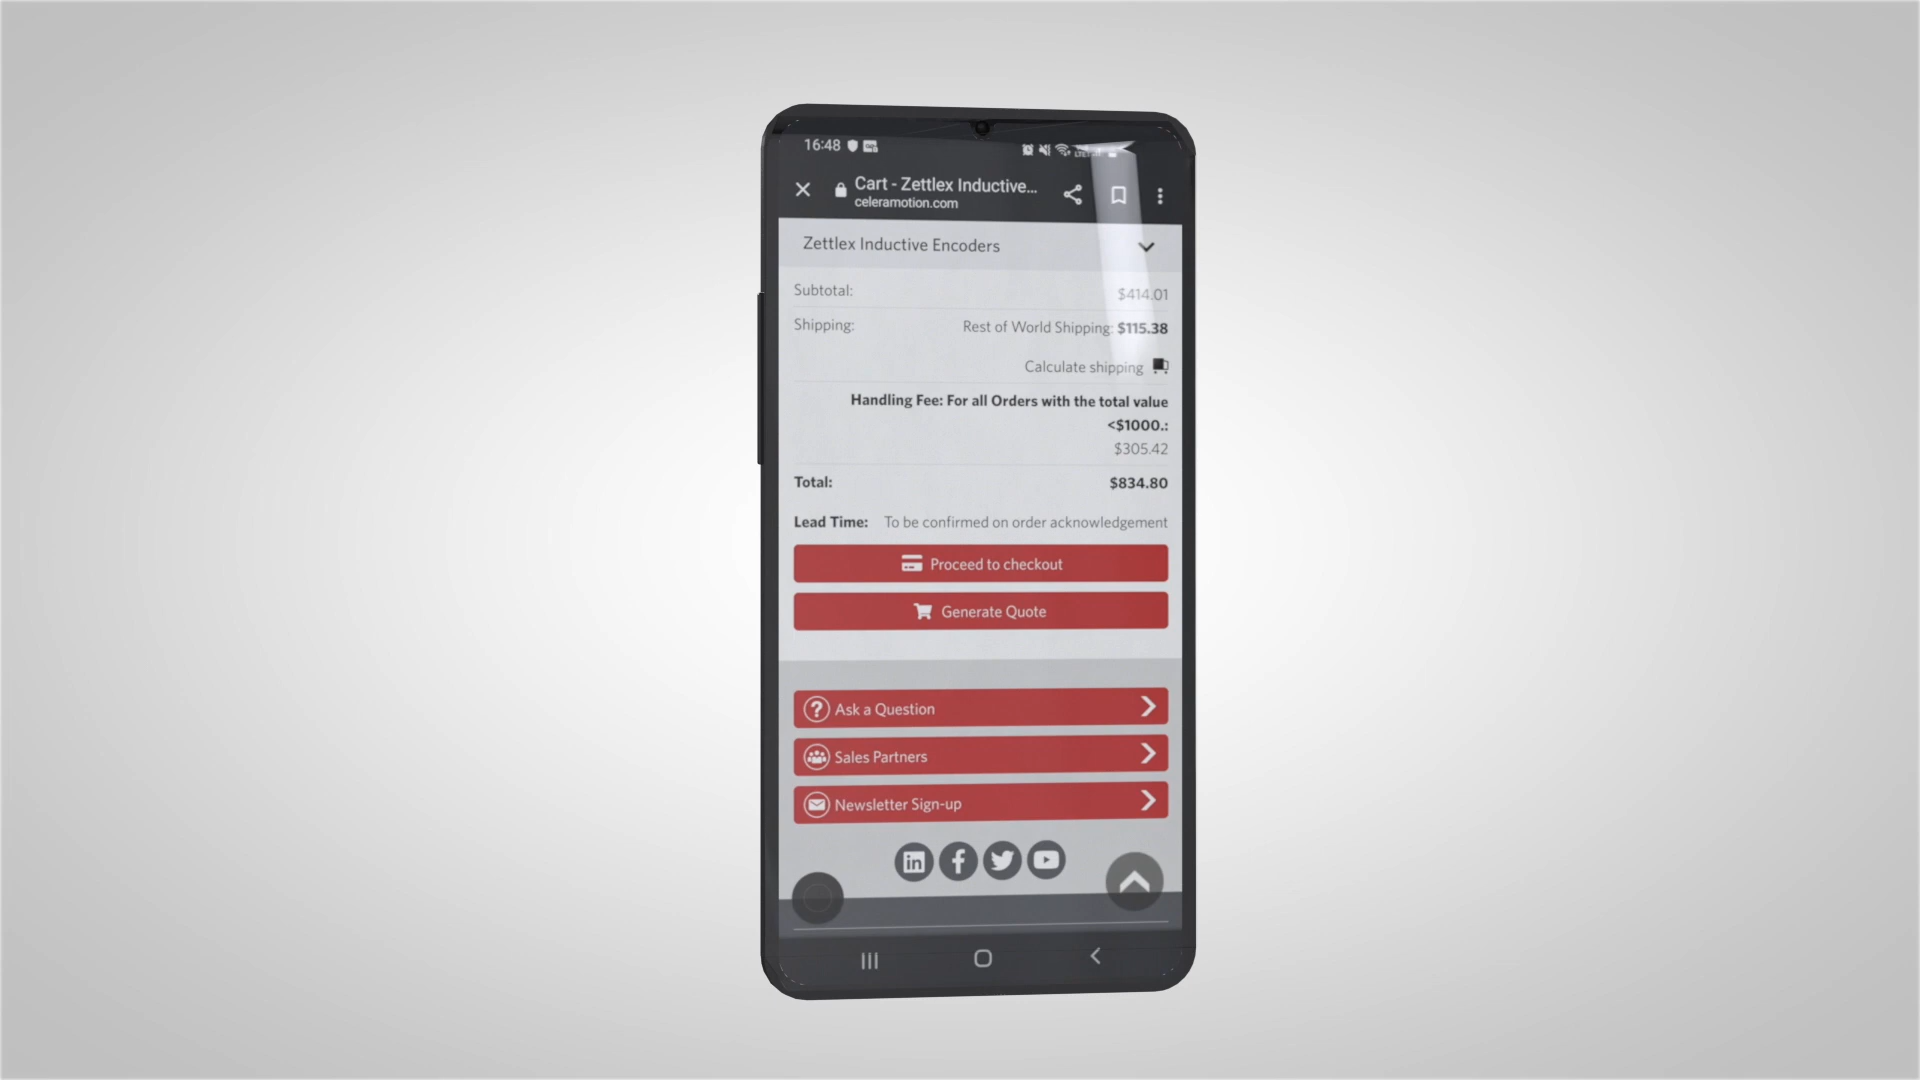 16:48
Cart - Zettlex Inductive...
celeramotion.com
Zettlex Inductive Encoders
Subtotal: $414.01
Shipping: Rest of World Shipping: $115.38
Calculate shipping
Handling Fee: For all Orders with the total value
<$1000.:
$305.42
Total: $834.80
Lead Time: To be confirmed on order acknowledgement
Proceed to checkout
Generate Quote
Ask a Question
Sales Partners
Newsletter Sign-up